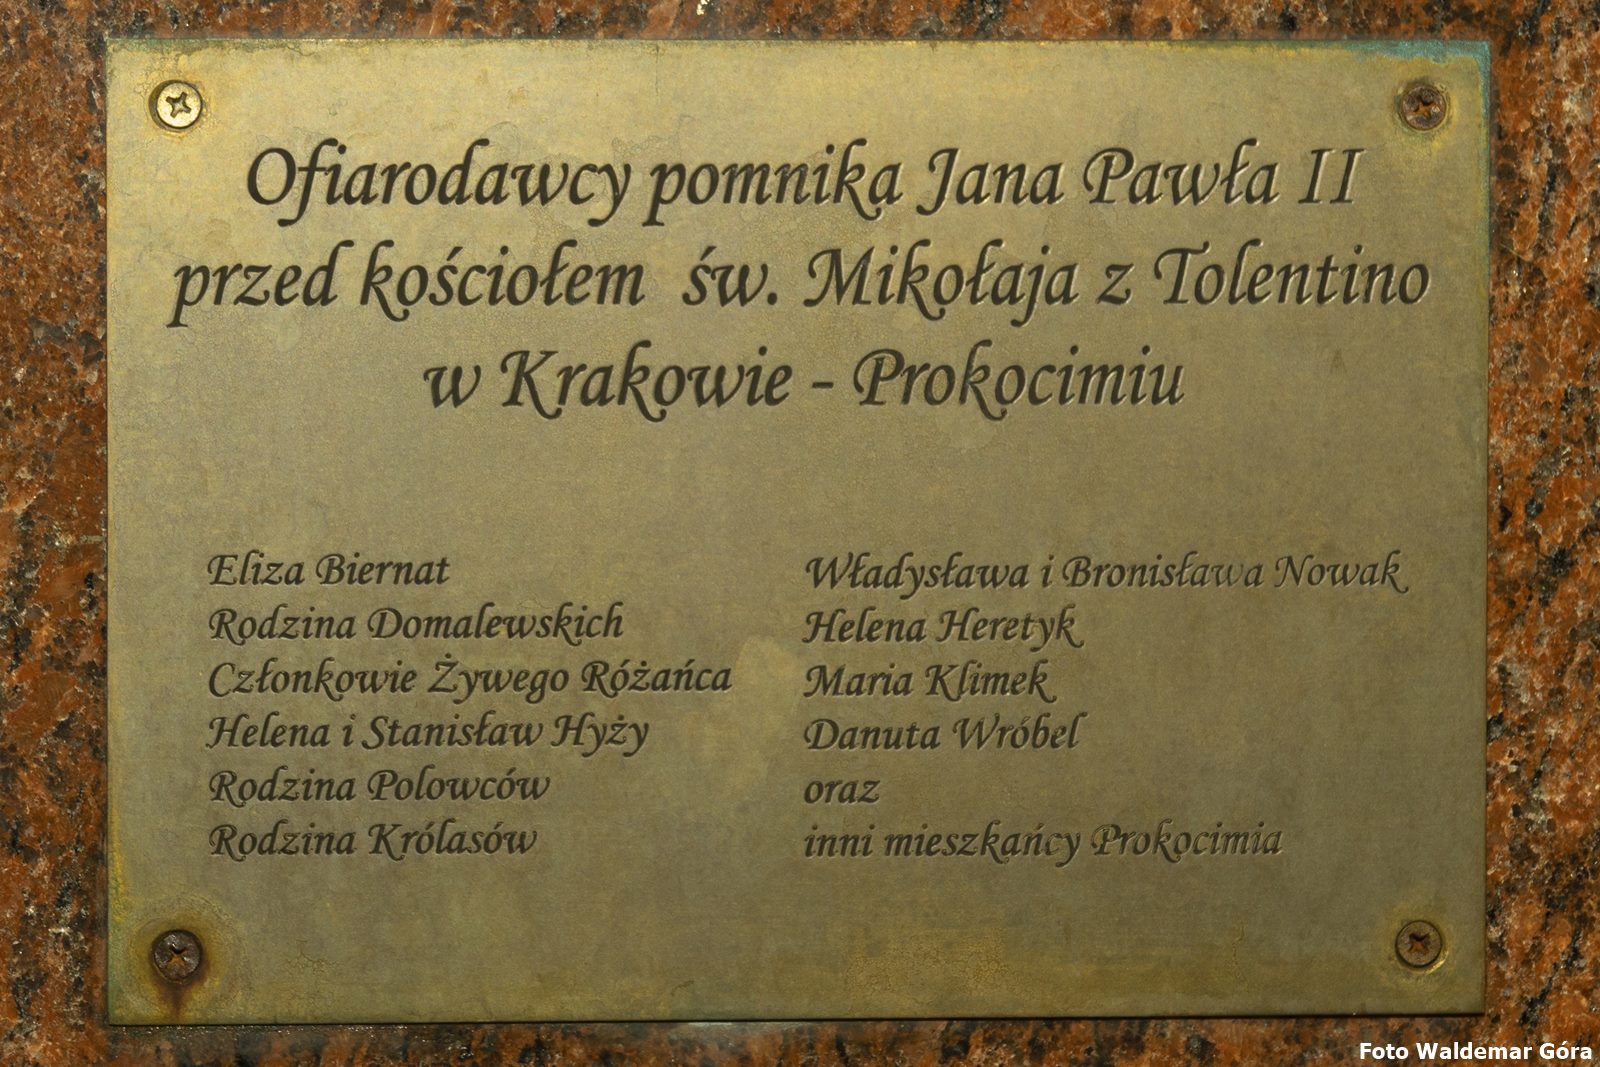 Ofiarodawcy pomnika Jana Pawła II
przed kościołem św. Mikołaja z Tolentino
w Krakowie - Prokocimiu
Eliza Biernat
Rodzina Domalewskich
Członkowie Żywego Różańca
Helena i Stanisław Hyży
Rodzina Polowców
Rodzina Królasów
Władysława i Bronisława Nowak
Helena Heretyk
Maria Klimek
Danuta Wróbel
oraz
inni mieszkańcy Prokocimia
Foto Waldemar Góra